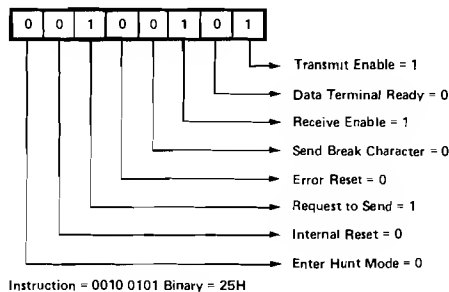 0 0 1 0 0 1 0 1
Transmit Enable = 1
Data Terminal Ready = 0
Receive Enable = 1
Send Break Character = 0
Error Reset = 0
Request to Send = 1
Internal Reset = 0
Enter Hunt Mode = 0
Instruction = 0010 0101 Binary = 25H